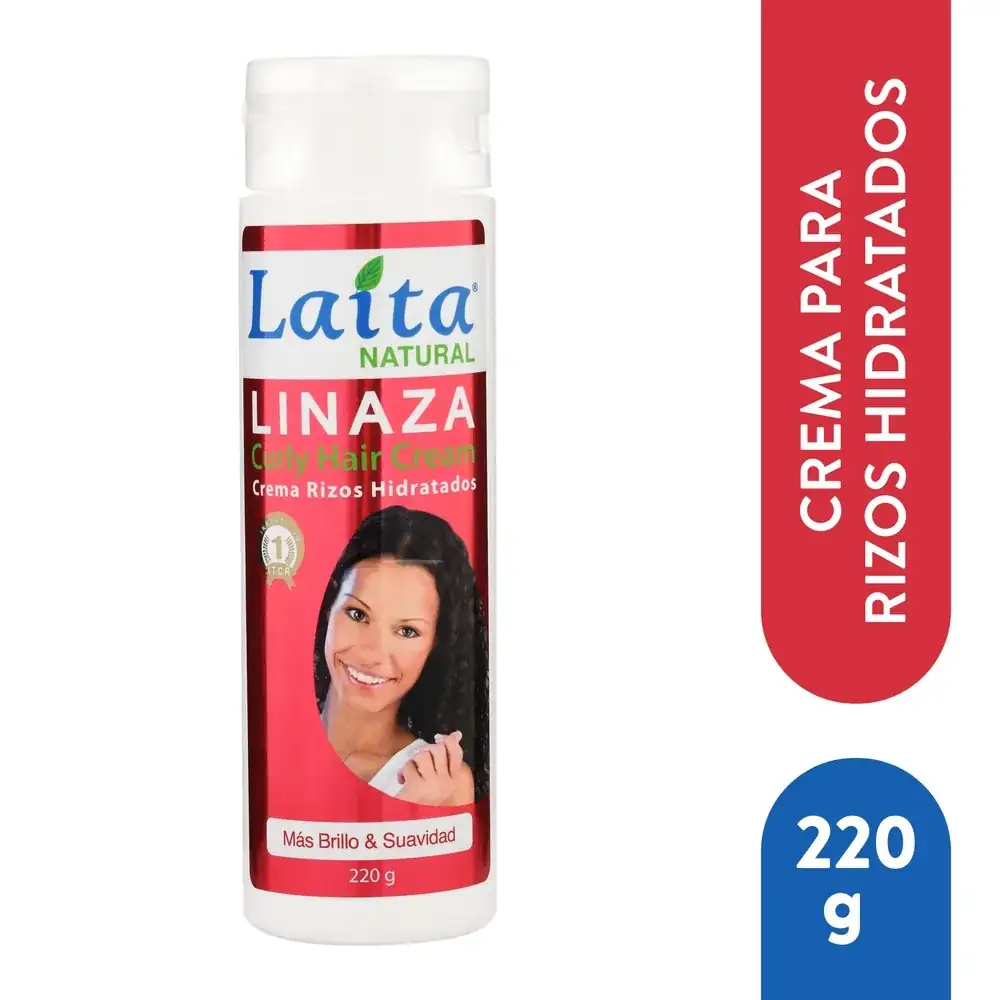 Laita®
NATURAL
LINAZA
Curly Hair Cream
Crema Rizos Hidratados
1
Más Brillo & Suavidad
220 g
CREMA PARA
RIZOS HIDRATADOS
220
g